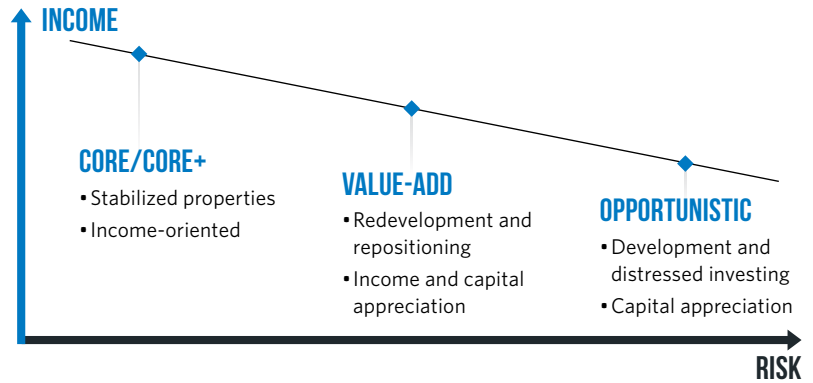 INCOME
CORE/CORE+
• Stabilized properties
• Income-oriented
VALUE-ADD
• Redevelopment and
repositioning
• Income and capital
appreciation
OPPORTUNISTIC
• Development and
distressed investing
• Capital appreciation
RISK